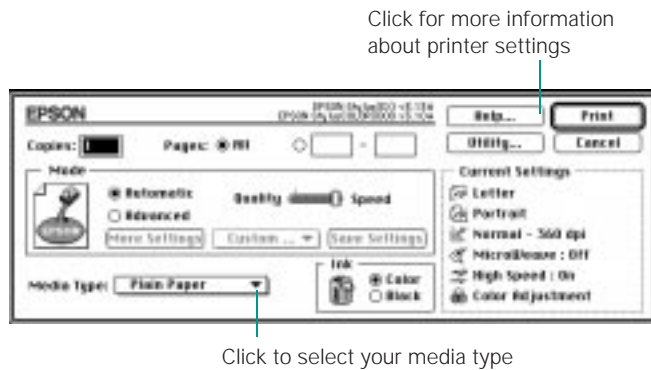 Click for more information
about printer settings
EPSON
Help...
Print
Copies:
Pages:
All
-
Utility...
Cancel
Mode
Automatic
Advanced
Quality
Speed
More Settings
Custom ...
Save Settings
Media Type:
Plain Paper
Ink
Color
Black
Current Settings
Letter
Portrait
Normal - 360 dpi
MicroWeave : Off
High Speed : On
Color Adjustment
Click to select your media type